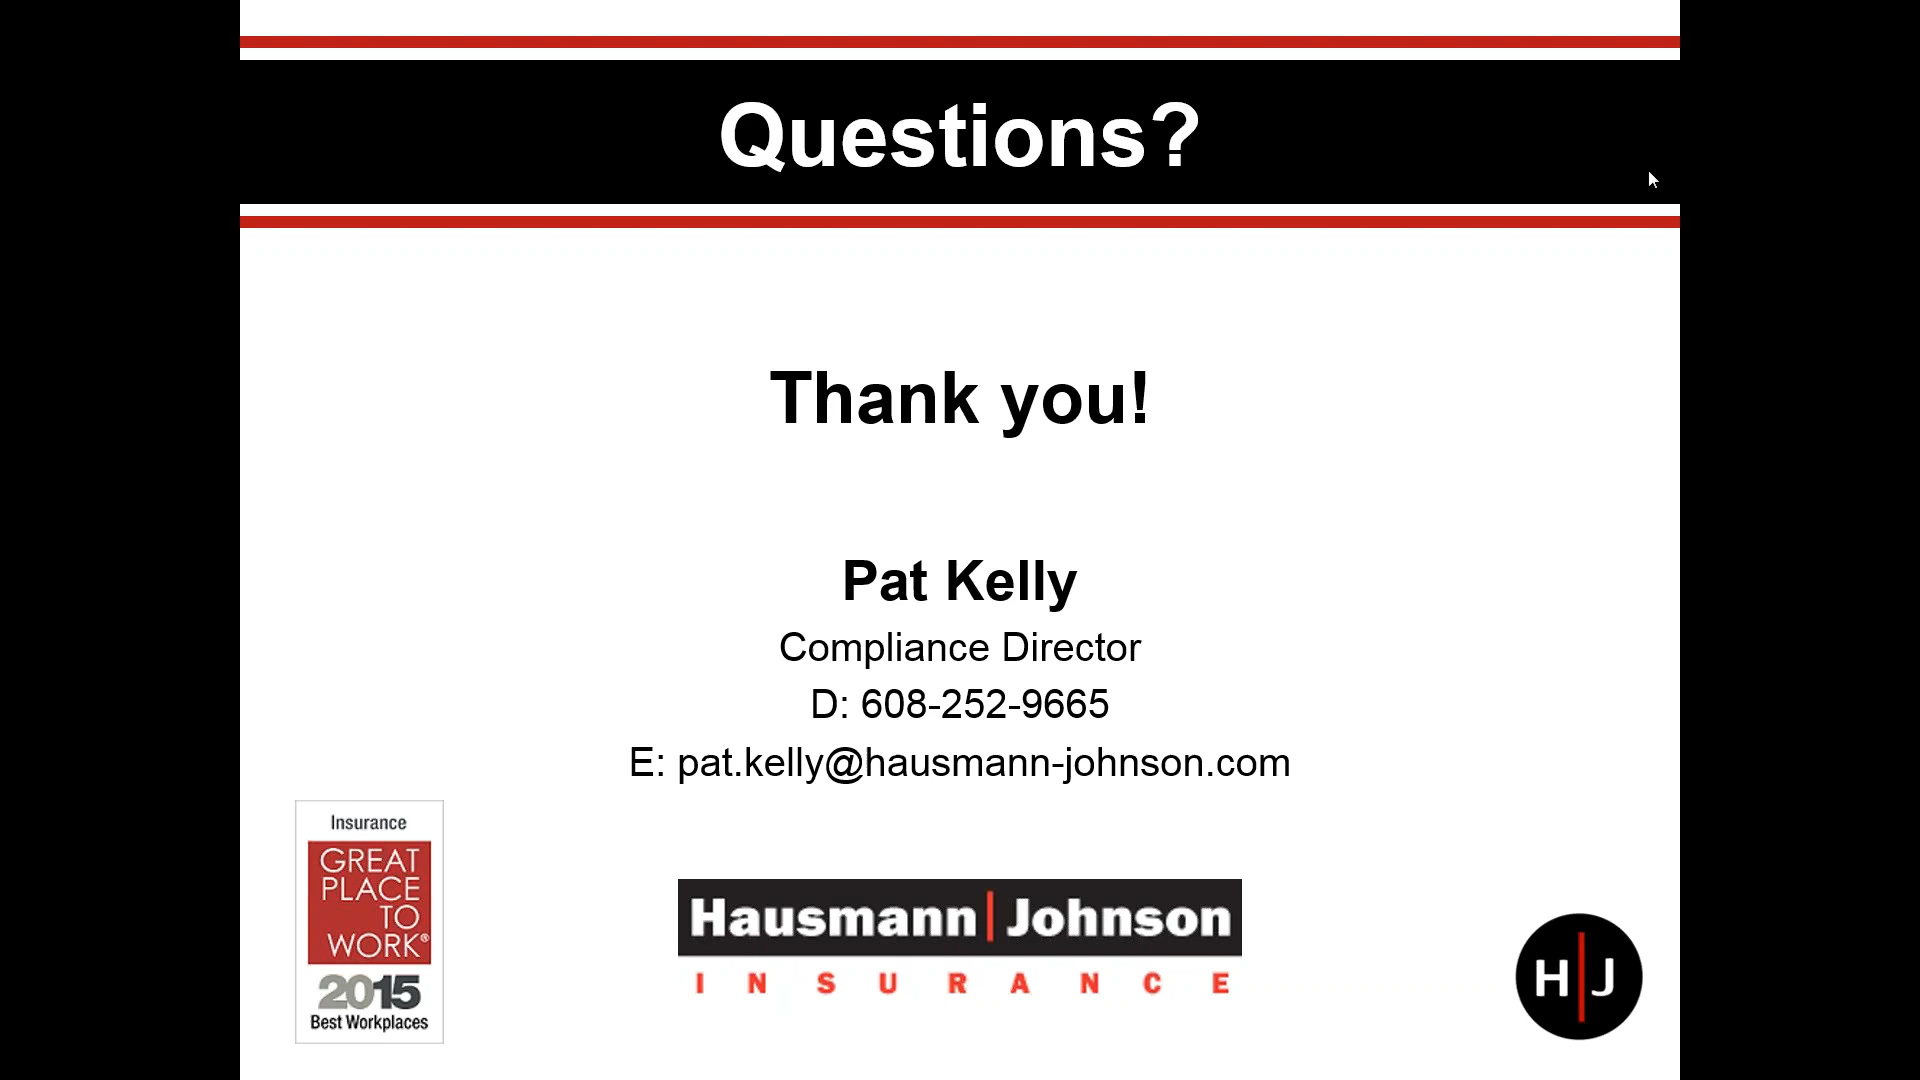 Questions?
Thank you!
Pat Kelly
Compliance Director
D: 608-252-9665
E: pat.kelly@hausmann-johnson.com
Insurance
GREAT
PLACE
TO
WORK®
2015
Best Workplaces
Hausmann|Johnson
INSURANCE
H|J